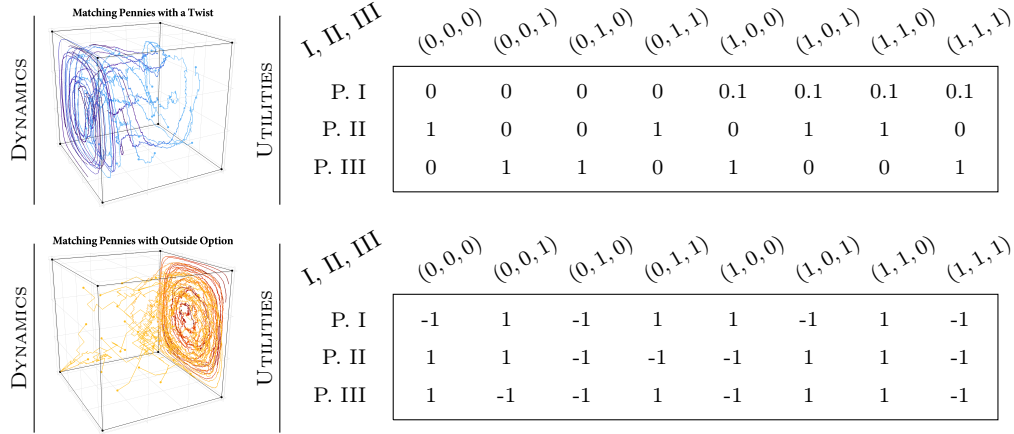 Matching Pennies with a Twist
DYNAMICS
UTILITIES
I, II, III (0, 0, 0) (0, 0, 1) (0, 1, 0) (0, 1, 1) (1, 0, 0) (1, 0, 1) (1, 1, 0) (1, 1, 1)
P. I 0 0 0 0 0.1 0.1 0.1 0.1
P. II 1 0 0 1 0 1 1 0
P. III 0 1 1 0 1 0 0 1
Matching Pennies with Outside Option
DYNAMICS
UTILITIES
I, II, III (0, 0, 0) (0, 0, 1) (0, 1, 0) (0, 1, 1) (1, 0, 0) (1, 0, 1) (1, 1, 0) (1, 1, 1)
P. I -1 1 -1 1 1 -1 1 -1
P. II 1 1 -1 -1 -1 1 1 -1
P. III 1 -1 -1 1 -1 1 1 -1